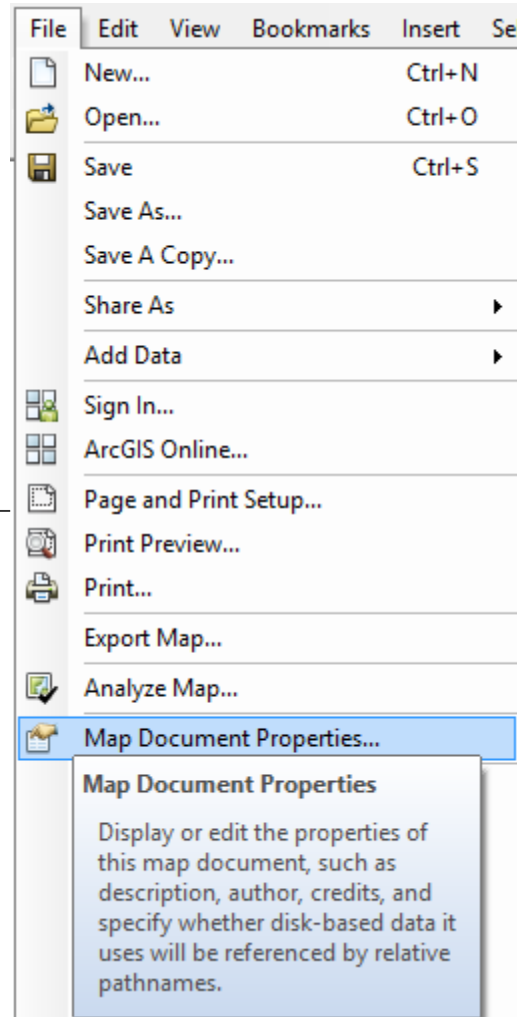 File Edit View Bookmarks Insert Se
New... Ctrl+N
Open... Ctrl+O
Save Ctrl+S
Save As...
Save A Copy...
Share As
Add Data
Sign In...
ArcGIS Online...
Page and Print Setup...
Print Preview...
Print...
Export Map...
Analyze Map...
Map Document Properties...
Map Document Properties
Display or edit the properties of
this map document, such as
description, author, credits, and
specify whether disk-based data it
uses will be referenced by relative
pathnames.